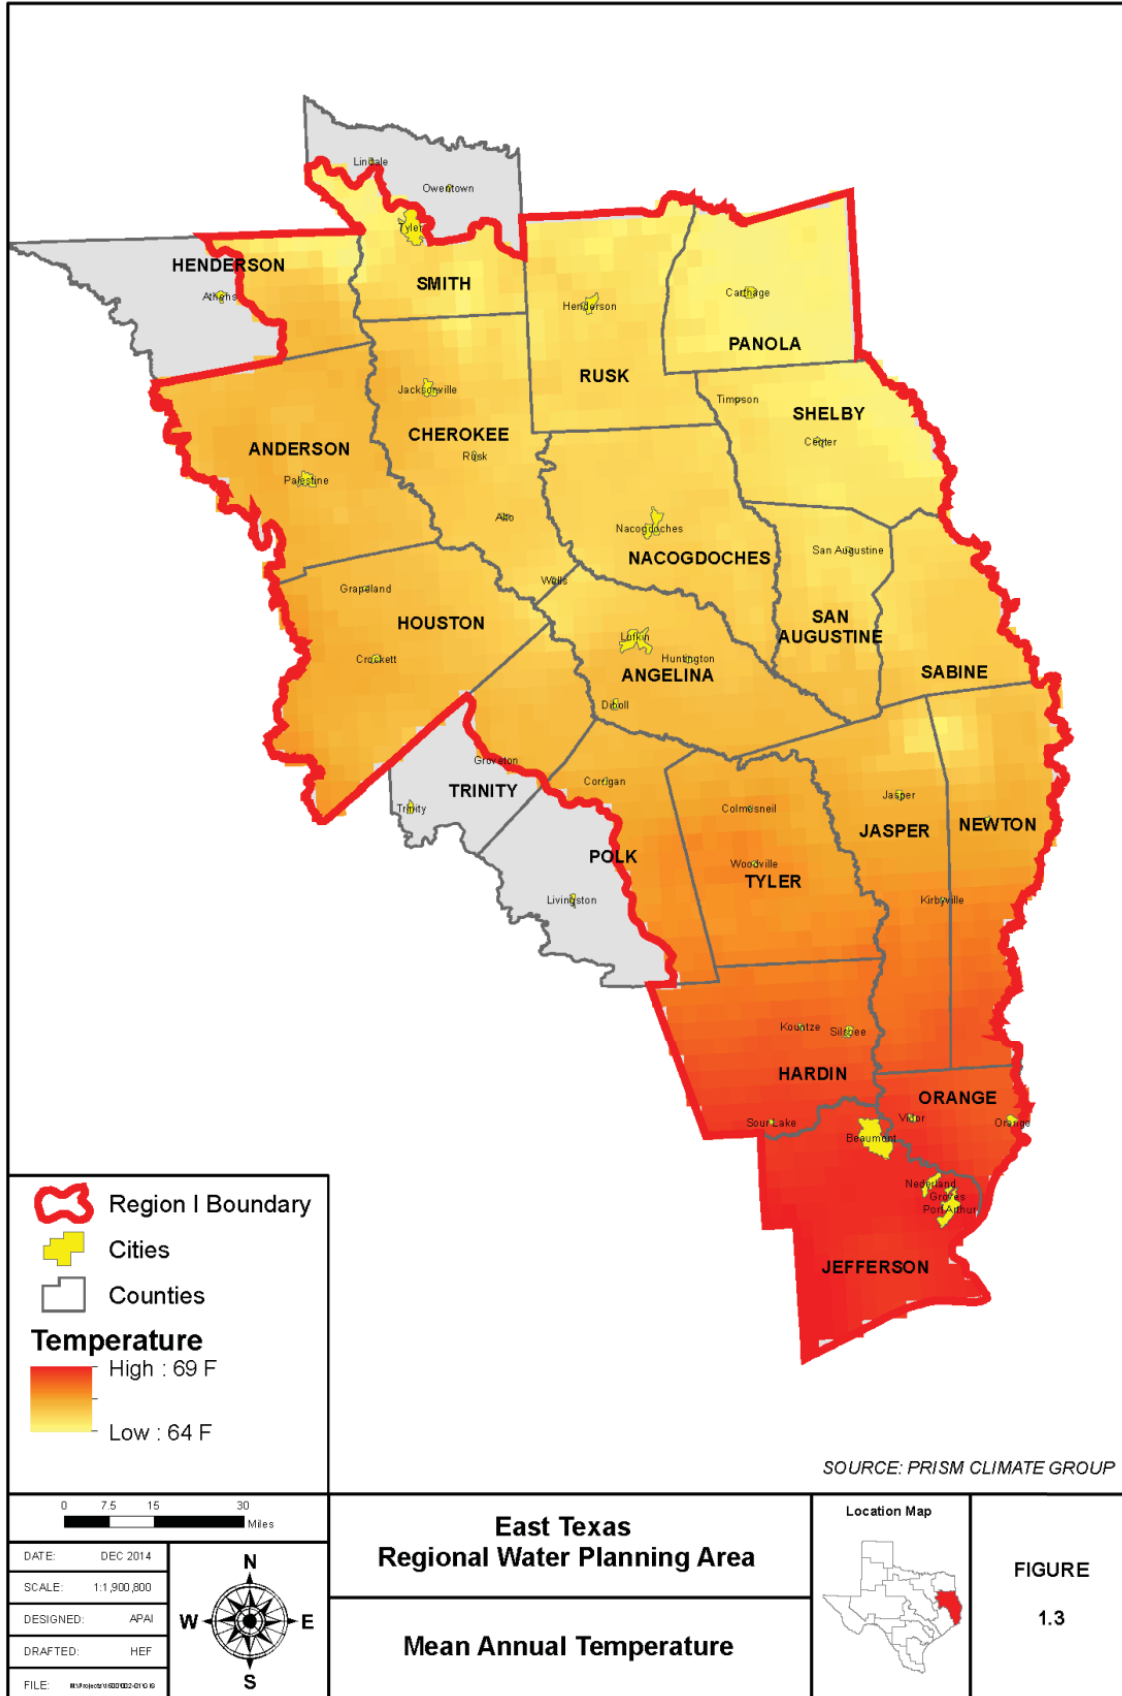 Lindale
Owentown
Tyler
HENDERSON
Athens
SMITH
Henderson
Carthage
PANOLA
RUSK
Jacksonville
Timpson
SHELBY
CHEROKEE
Center
ANDERSON
Rusk
Palestine
Alto
Nacogdoches
NACOGDOCHES
San Augustine
Wells
Grapeland
HOUSTON
SAN
AUGUSTINE
Lufkin
Crockett
Huntington
ANGELINA
SABINE
Diboll
Groveton
TRINITY
Corrigan
Trinity
Colmesneil
Jasper
JASPER
NEWTON
POLK
Woodville
TYLER
Livingston
Kirbyville
Kountze
Silsbee
HARDIN
ORANGE
Sour Lake
Vidor
Orange
Beaumont
Nederland
Groves
Port Arthur
JEFFERSON
Region I Boundary
Cities
Counties
Temperature
High : 69 F
Low : 64 F
SOURCE: PRISM CLIMATE GROUP
0 7.5 15 30
Miles
DATE: DEC 2014
SCALE: 1:1,900,800
DESIGNED: APAI
DRAFTED: HEF
FILE:
N
W E
S
East Texas
Regional Water Planning Area
Mean Annual Temperature
Location Map
FIGURE
1.3